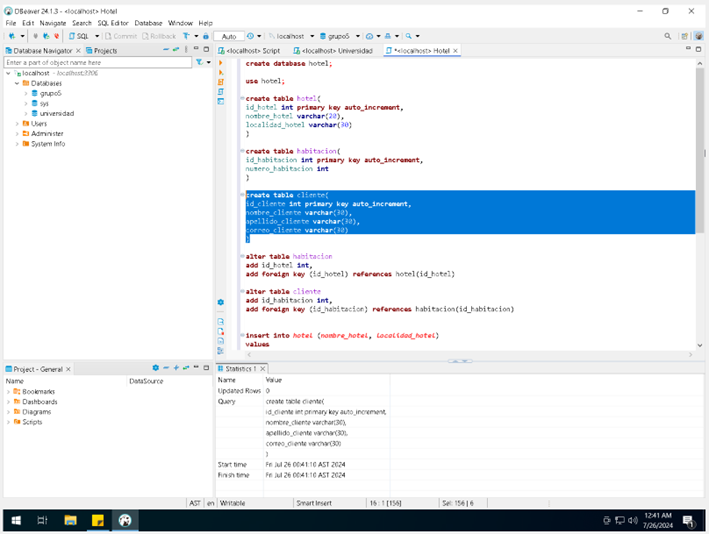 DBeaver 24.1.3 - <localhost> Hotel
File Edit Navigate Search SQL Editor Database Window Help
SQL Commit Rollback Auto localhost grupo5
Database Navigator Projects
<localhost> Script <localhost> Universidad *<localhost> Hotel
Enter a part of object name here
localhost - localhost:3306
Databases
grupo5
sys
universidad
Users
Administer
System Info
create database hotel;
use hotel;
create table hotel(
id_hotel int primary key auto_increment,
nombre_hotel varchar(20),
localidad_hotel varchar(30)
)
create table habitacion(
id_habitacion int primary key auto_increment,
numero_habitacion int
)
create table cliente(
id_cliente int primary key auto_increment,
nombre_cliente varchar(30),
apellido_cliente varchar(30),
correo_cliente varchar(30)
)
alter table habitacion
add id_hotel int,
add foreign key (id_hotel) references hotel(id_hotel)
alter table cliente
add id_habitacion int,
add foreign key (id_habitacion) references habitacion(id_habitacion)
insert into hotel (nombre_hotel, localidad_hotel)
values
Project - General
Name DataSource
Bookmarks
Dashboards
Diagrams
Scripts
Statistics 1
Name Value
Updated Rows 0
Query create table cliente(
id_cliente int primary key auto_increment,
nombre_cliente varchar(30),
apellido_cliente varchar(30),
correo_cliente varchar(30)
)
Start time Fri Jul 26 00:41:10 AST 2024
Finish time Fri Jul 26 00:41:10 AST 2024
AST en Writable Smart Insert 16 : 1 [156] Sel: 156 | 6
12:41 AM
7/26/2024
1